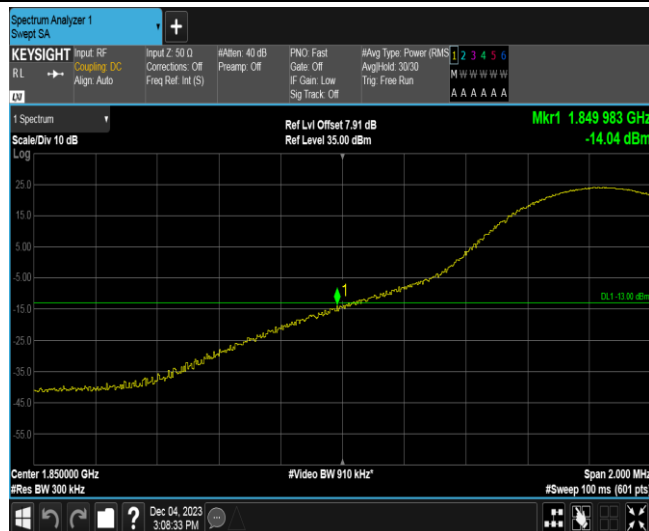 Spectrum Analyzer 1
Swept SA
KEYSIGHT
RL
LXI
Input: RF
Coupling: DC
Align: Auto
Input Z: 50 Ω
Corrections: Off
Freq Ref: Int (S)
#Atten: 40 dB
Preamp: Off
PNO: Fast
Gate: Off
IF Gain: Low
Sig Track: Off
#Avg Type: Power (RMS
Avg|Hold: 30/30
Trig: Free Run
1 2 3 4 5 6
M W W W W W
A A A A A A
1 Spectrum
Scale/Div 10 dB
Log
Ref Lvl Offset 7.91 dB
Ref Level 35.00 dBm
Mkr1 1.849 983 GHz
-14.04 dBm
25.0
15.0
5.00
-5.00
-15.0
-25.0
-35.0
-45.0
-55.0
1
DL1 -13.00 dBm
Center 1.850000 GHz
#Res BW 300 kHz
#Video BW 910 kHz*
Span 2.000 MHz
#Sweep 100 ms (601 pts)
Dec 04, 2023
3:08:33 PM